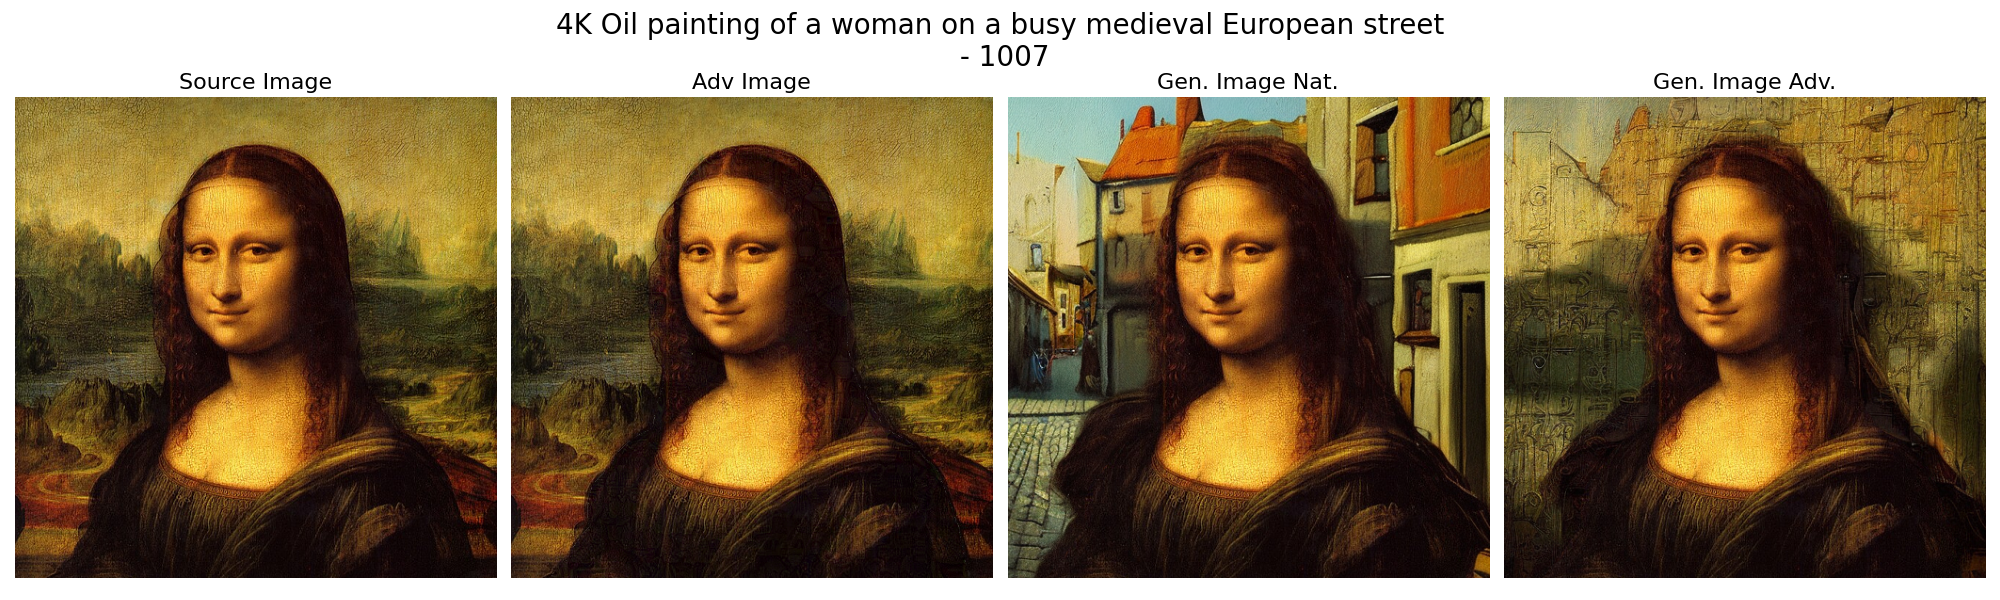 4K Oil painting of a woman on a busy medieval European street
- 1007
Source Image
Adv Image
Gen. Image Nat.
Gen. Image Adv.